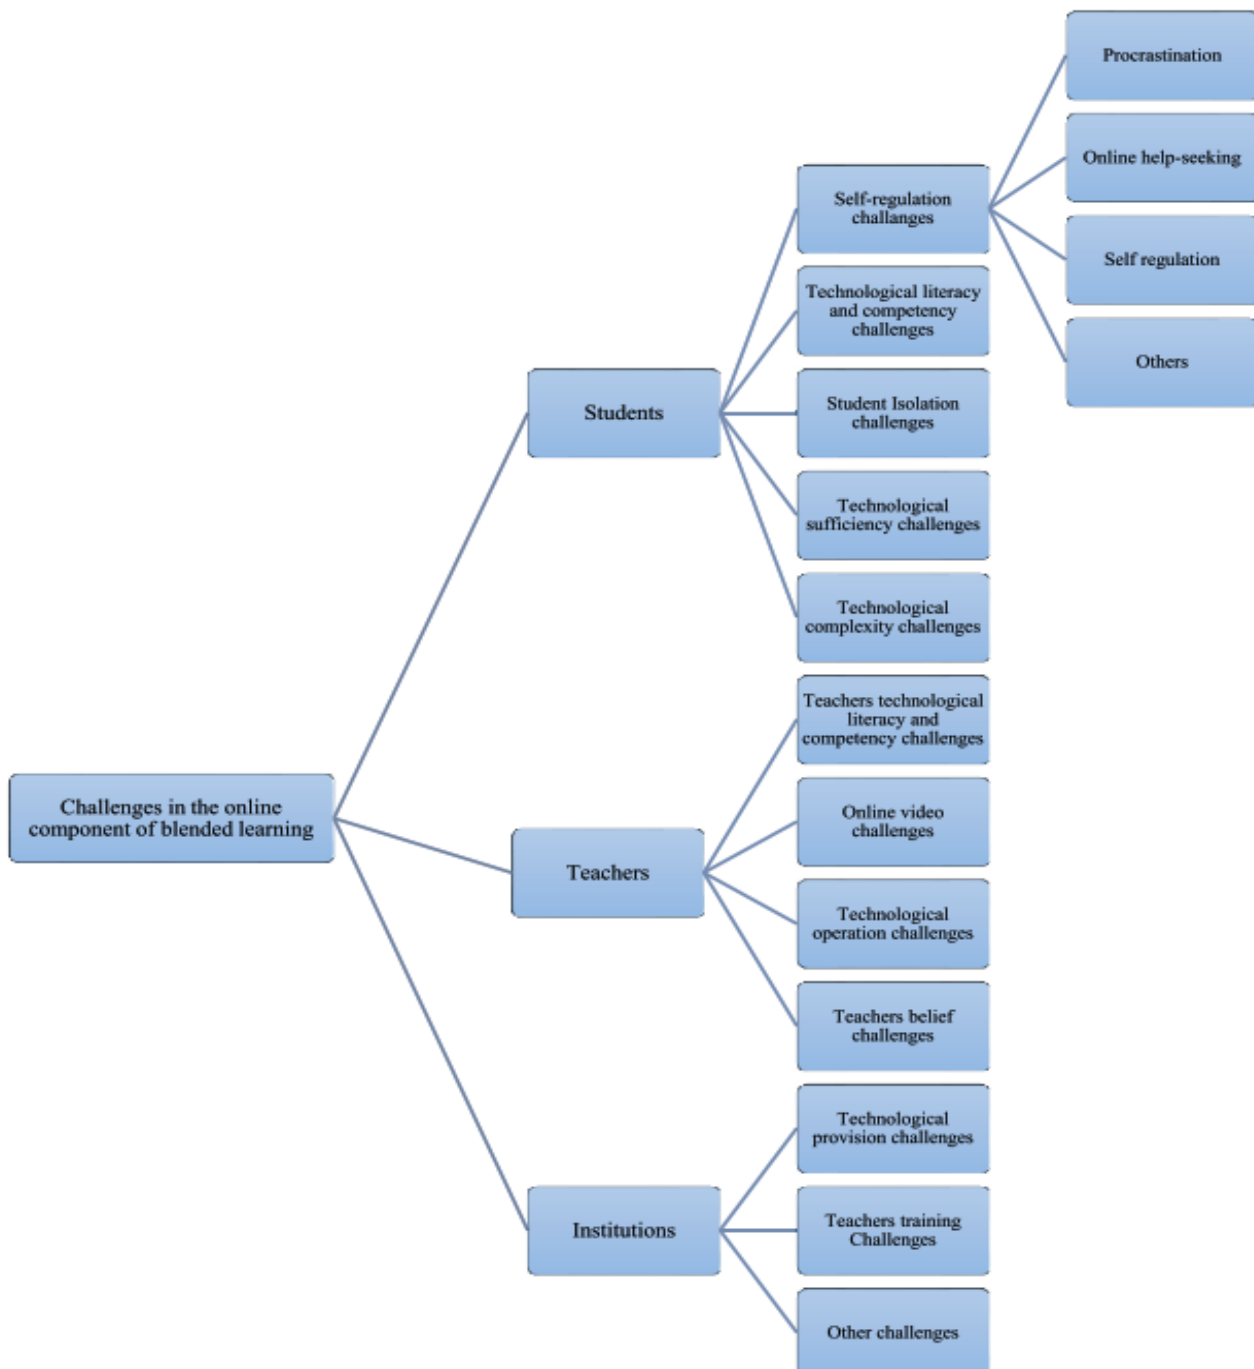 Challenges in the online
component of blended learning
Students
Self-regulation
challanges
Procrastination
Online help-seeking
Self regulation
Others
Technological literacy
and competency
challenges
Student Isolation
challenges
Technological
sufficiency challenges
Technological
complexity challenges
Teachers
Teachers technological
literacy and
competency challenges
Online video
challenges
Technological
operation challenges
Teachers belief
challenges
Institutions
Technological
provision challenges
Teachers training
Challenges
Other challenges